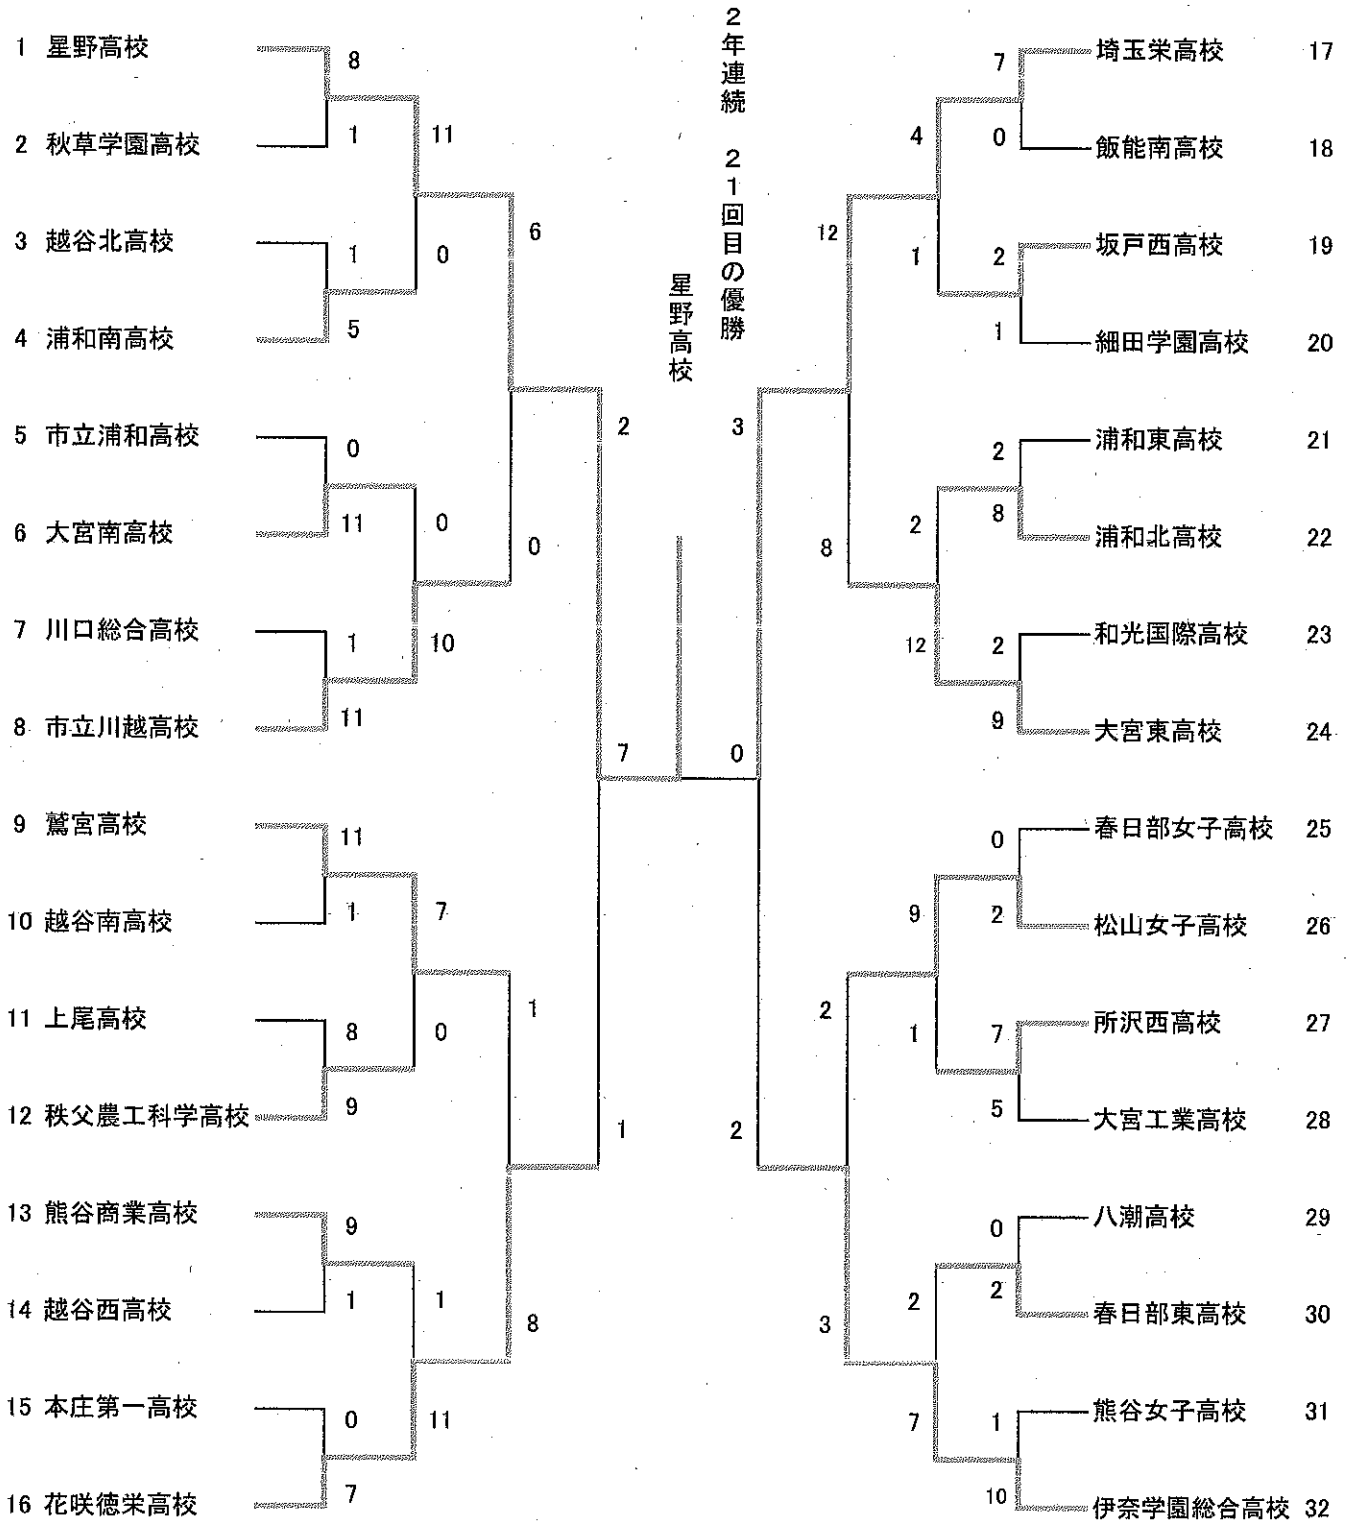 1 星野高校
8
2 秋草学園高校
1
11
3 越谷北高校
1
0
6
4 浦和南高校
5
5 市立浦和高校
0
6 大宮南高校
11
0
0
7 川口総合高校
1
10
8 市立川越高校
11
2
7
9 鷲宮高校
11
10 越谷南高校
1
7
11 上尾高校
8
0
1
12 秩父農工科学高校
9
1
13 熊谷商業高校
9
14 越谷西高校
1
1
8
15 本庄第一高校
0
11
16 花咲徳栄高校
7
2年連続 21回目の優勝
星野高校
7
埼玉栄高校 17
4
0
飯能南高校 18
12
1
2
坂戸西高校 19
1
細田学園高校 20
3
2
浦和東高校 21
8
2
8
浦和北高校 22
12
2
和光国際高校 23
9
大宮東高校 24
0
0
春日部女子高校 25
9
2
松山女子高校 26
2
1
7
所沢西高校 27
5
大宮工業高校 28
2
0
八潮高校 29
2
2
春日部東高校 30
3
7
1
熊谷女子高校 31
10
伊奈学園総合高校 32